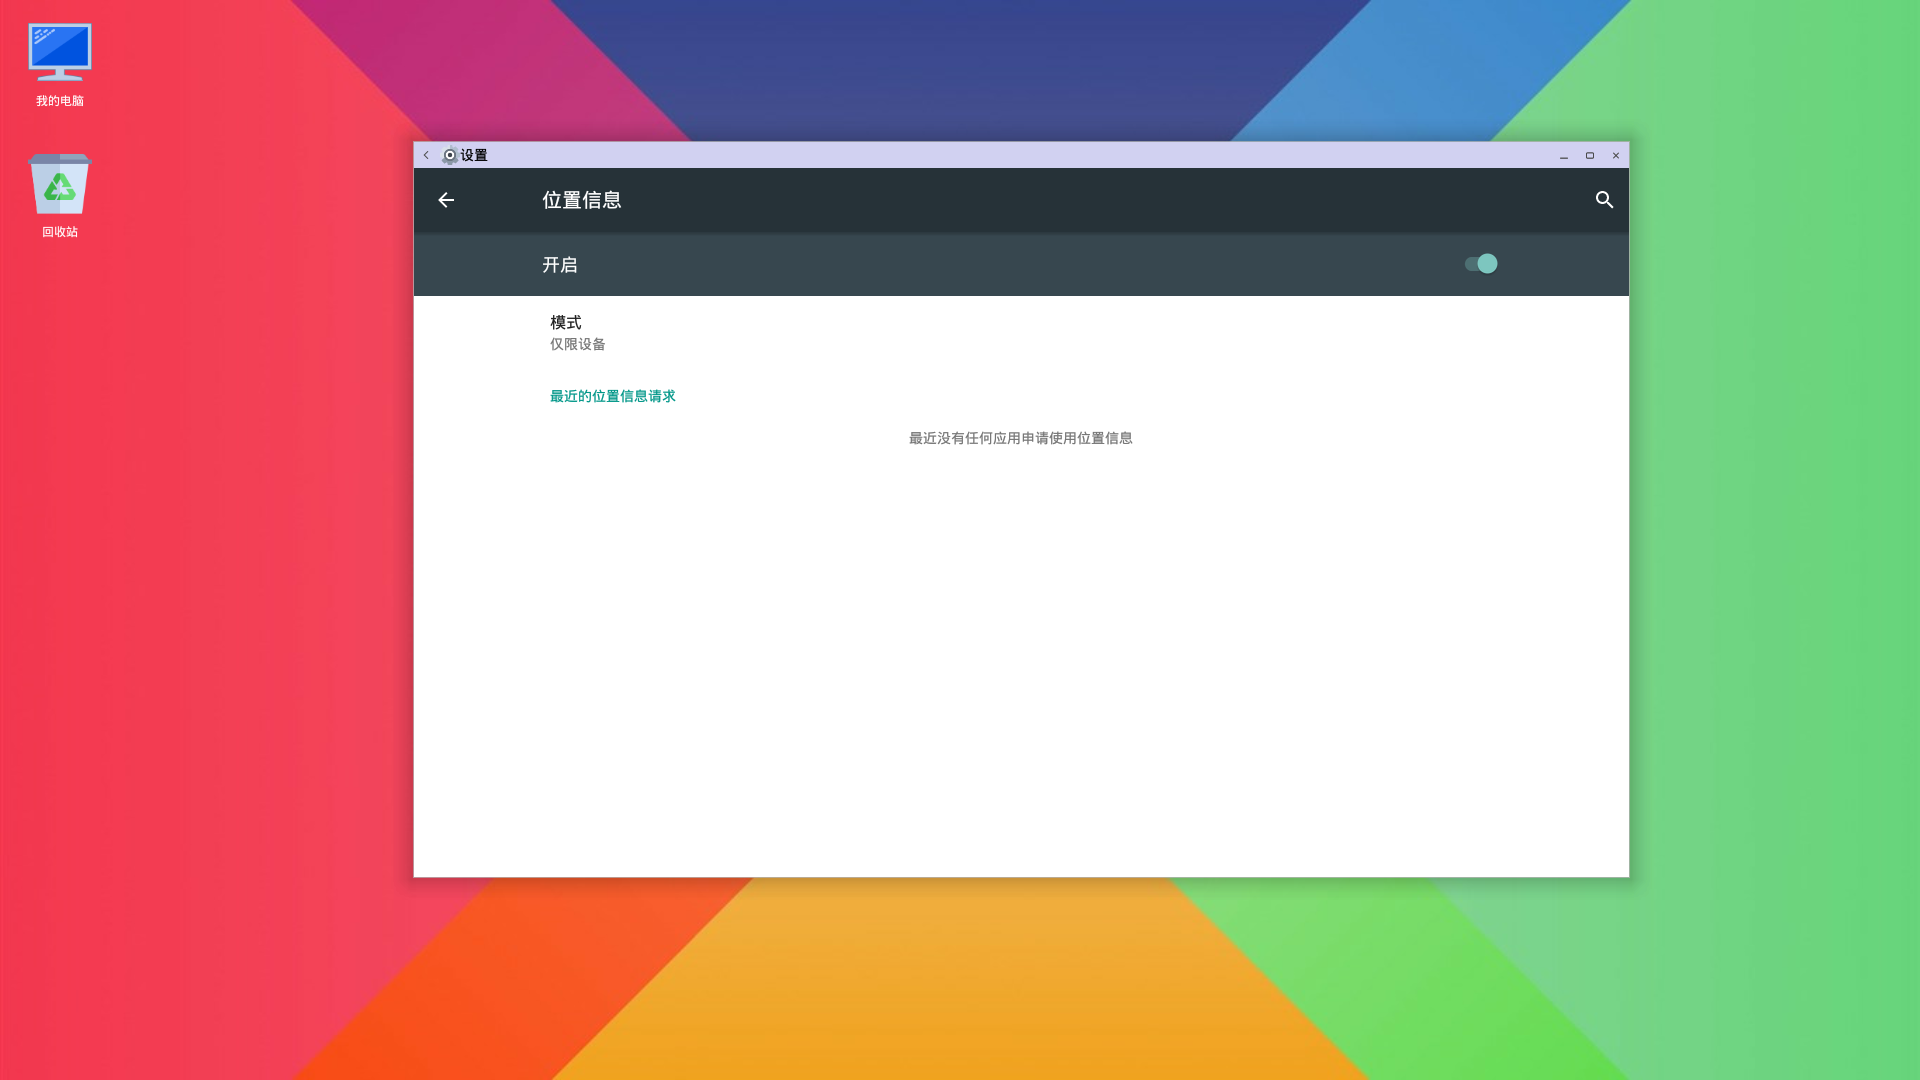 我的电脑
回收站
设置
位置信息
开启
模式
仅限设备
最近的位置信息请求
最近没有任何应用申请使用位置信息